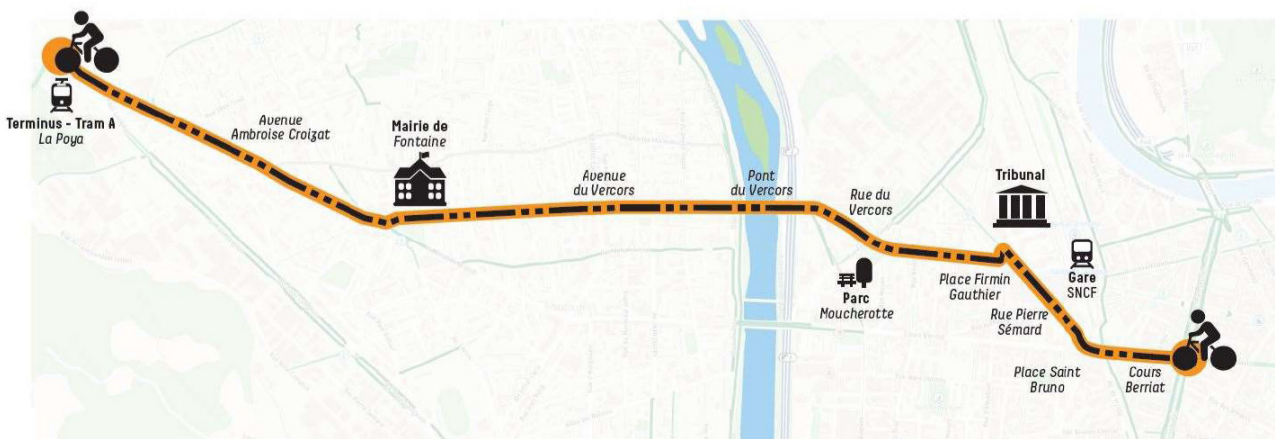 Terminus - Tram A
La Poya
Avenue
Ambroise Croizat
Mairie de
Fontaine
Avenue
du Vercors
Pont
du Vercors
Rue du
Vercors
Parc
Moucherotte
Tribunal
Place Firmin
Gauthier
Gare
SNCF
Rue Pierre
Sémard
Place Saint
Bruno
Cours
Berriat